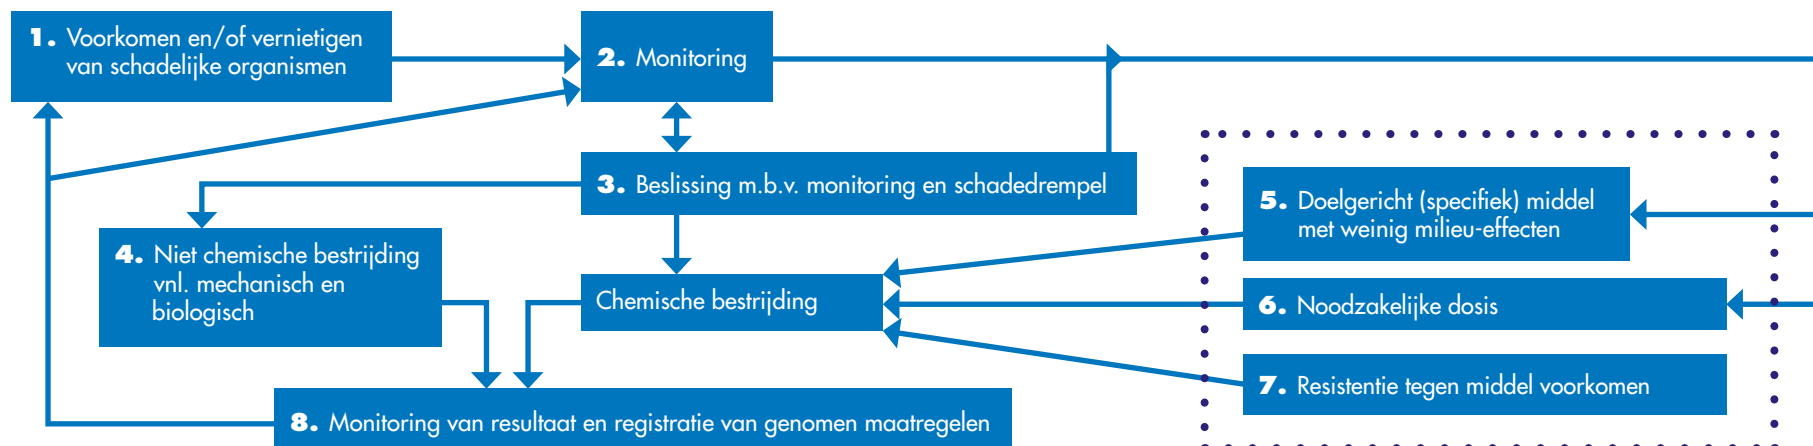 1. Voorkomen en/of vernietigen
van schadelijke organismen
2. Monitoring
3. Beslissing m.b.v. monitoring en schadedrempel
4. Niet chemische bestrijding
vnl. mechanisch en
biologisch
Chemische bestrijding
5. Doelgericht (specifiek) middel
met weinig milieu-effecten
6. Noodzakelijke dosis
7. Resistentie tegen middel voorkomen
8. Monitoring van resultaat en registratie van genomen maatregelen